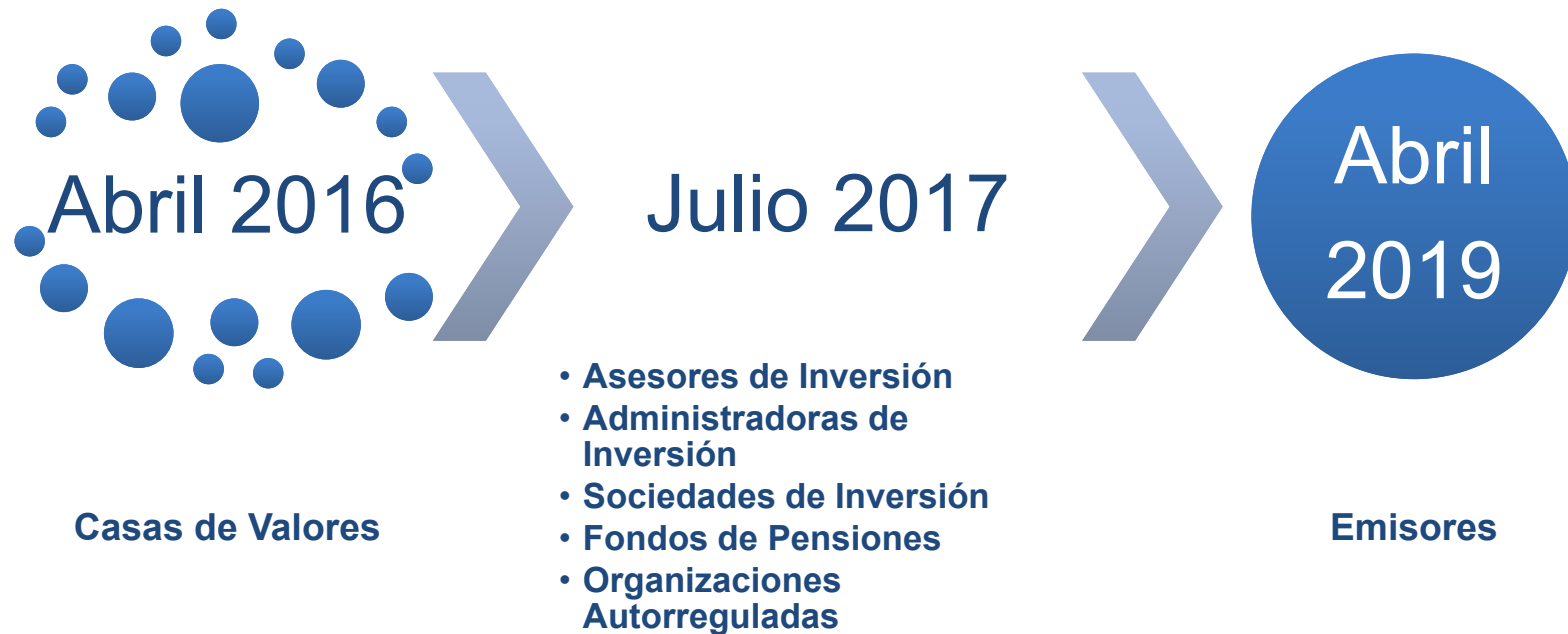 Abril 2016
Casas de Valores
Julio 2017
• Asesores de Inversión
• Administradoras de
Inversión
• Sociedades de Inversión
• Fondos de Pensiones
• Organizaciones
Autorreguladas
Abril
2019
Emisores